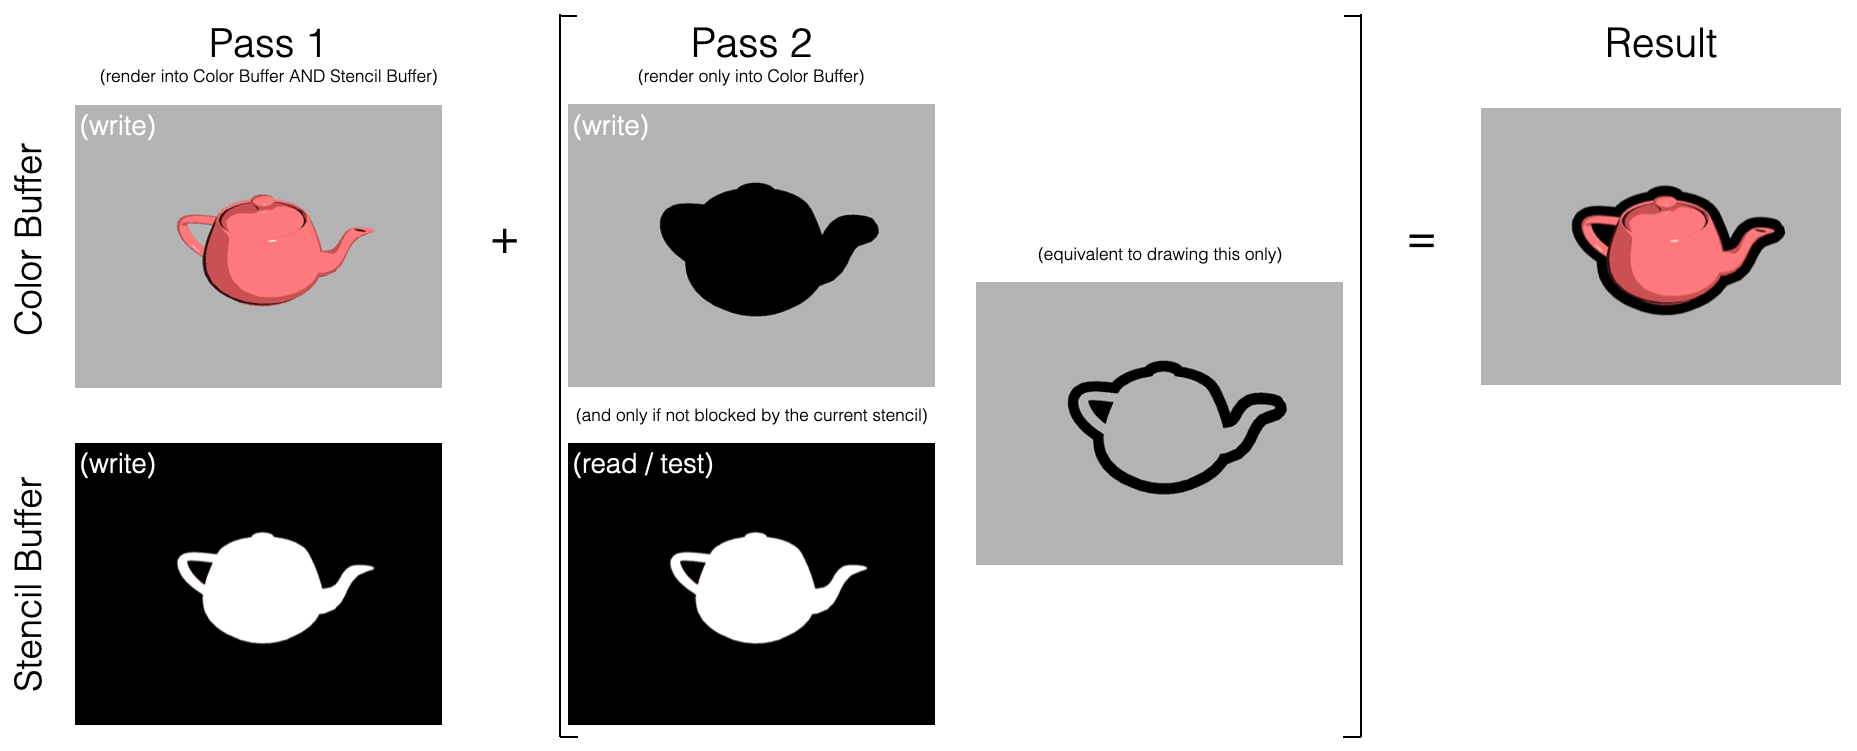 Pass 1
(render into Color Buffer AND Stencil Buffer)
Pass 2
(render only into Color Buffer)
Result
Color Buffer
(write)
+
(write)
(equivalent to drawing this only)
=
(and only if not blocked by the current stencil)
Stencil Buffer
(write)
(read / test)